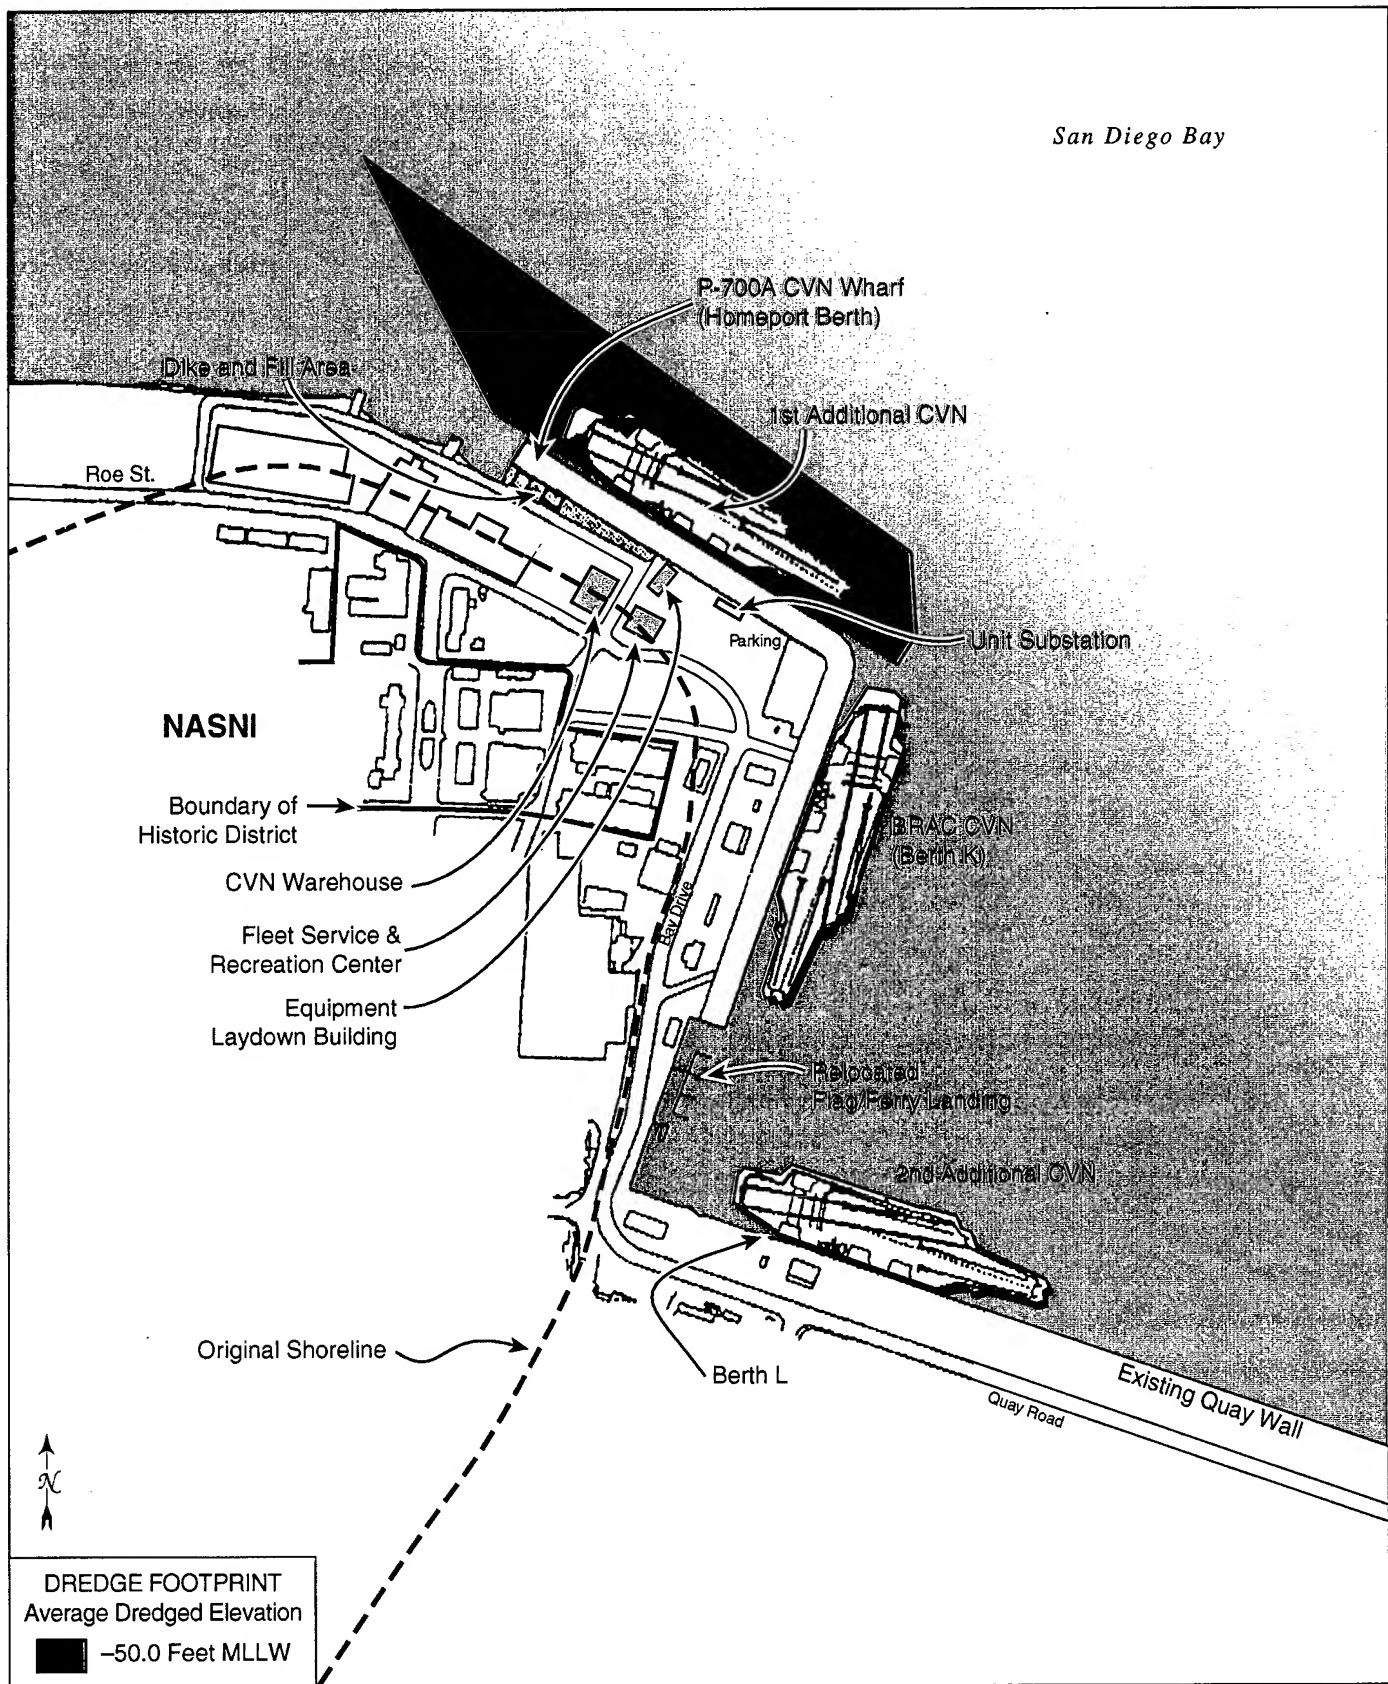 San Diego Bay
P-700A CVN Wharf
(Homeport Berth)
Dike and Fill Area
1st Additional CVN
Roe St.
Unit Substation
Parking
NASNI
Boundary of
Historic District
BRAC CVN
(Berth K)
CVN Warehouse
Bay Drive
Fleet Service &
Recreation Center
Equipment
Laydown Building
Relocated
Flag/Ferry Landing
2nd Additional CVN
Original Shoreline
Berth L
Existing Quay Wall
Quay Road
N
DREDGE FOOTPRINT
Average Dredged Elevation
–50.0 Feet MLLW